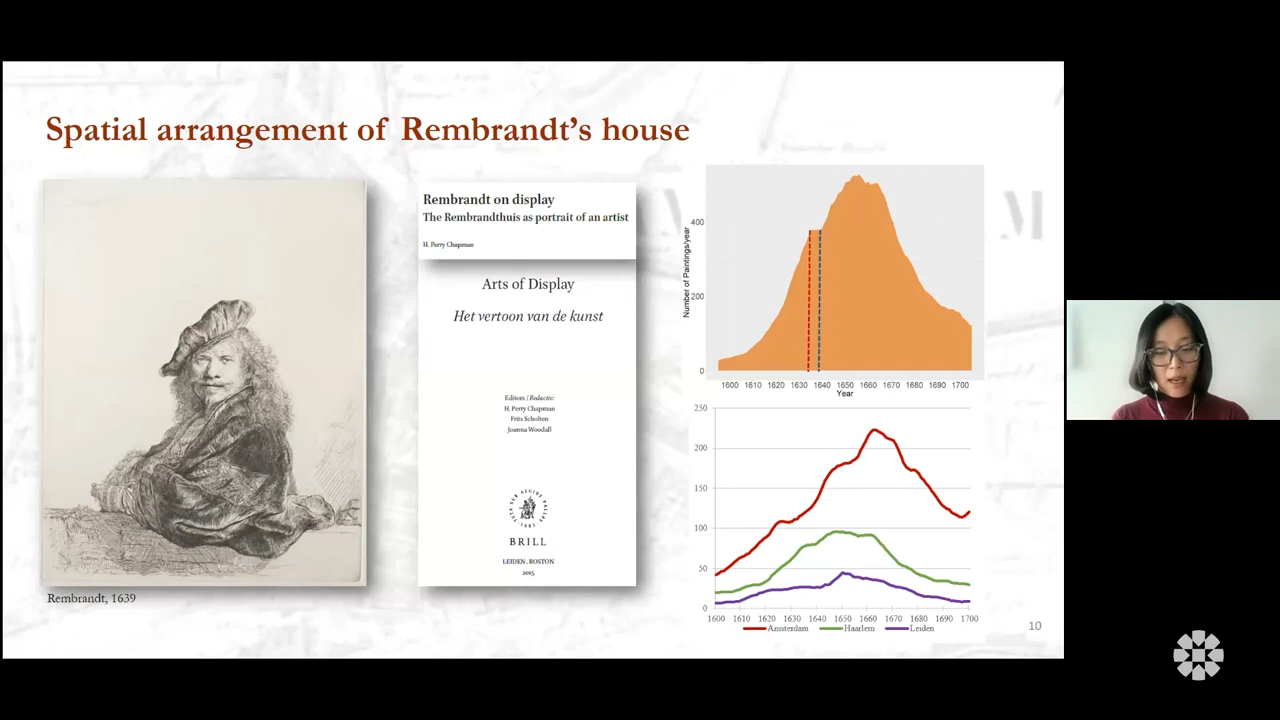 Spatial arrangement of Rembrandt's house
Rembrandt, 1639
Rembrandt on display
The Rembrandthuis as portrait of an artist
H. Perry Chapman
Arts of Display
Het vertoon van de kunst
Editors / Redactie:
H. Perry Chapman
Frits Scholten
Joanna Woodall
BRILL
LEIDEN . BOSTON
2015
Number of Paintings/year
400
200
0
1600 1610 1620 1630 1640 1650 1660 1670 1680 1690 1700
Year
250
200
150
100
50
0
1600 1610 1620 1630 1640 1650 1660 1670 1680 1690 1700
Amsterdam Haarlem Leiden
10